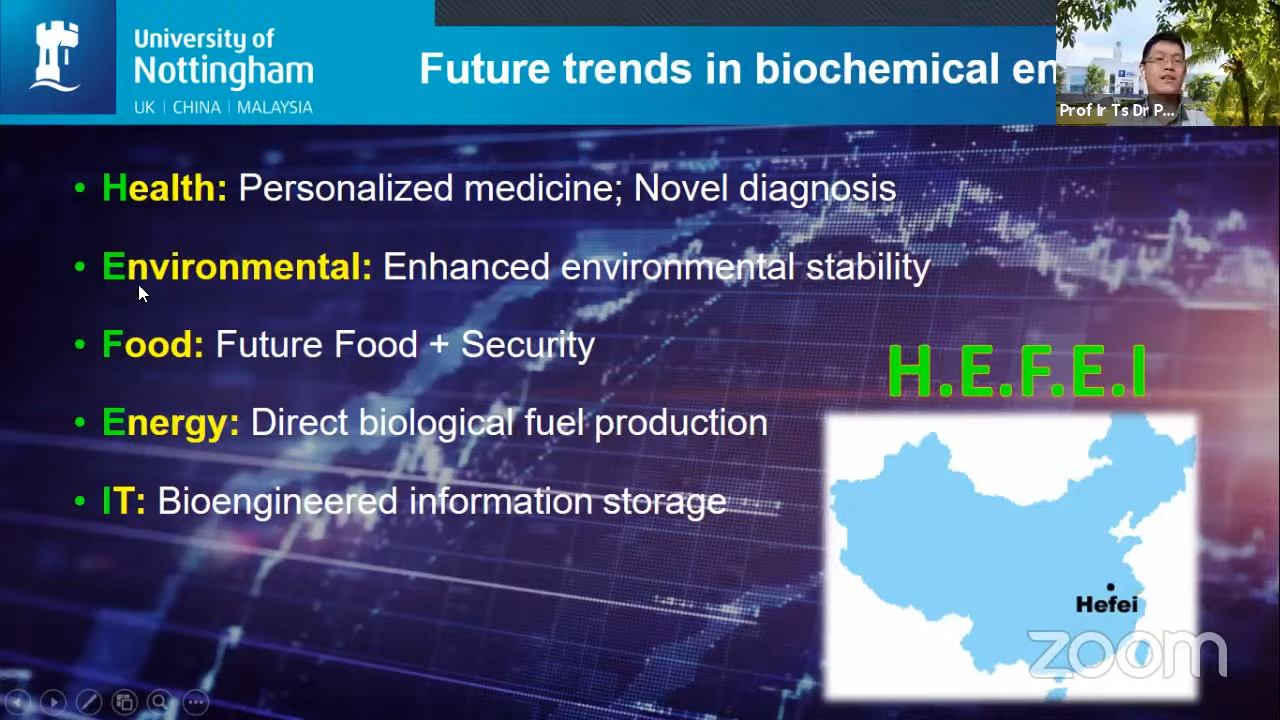 University of
Nottingham
UK | CHINA | MALAYSIA
Future trends in biochemical en
Prof Ir Ts Dr P...
• Health: Personalized medicine; Novel diagnosis
• Environmental: Enhanced environmental stability
• Food: Future Food + Security
• Energy: Direct biological fuel production
• IT: Bioengineered information storage
H.E.F.E.I
Hefei
zoom